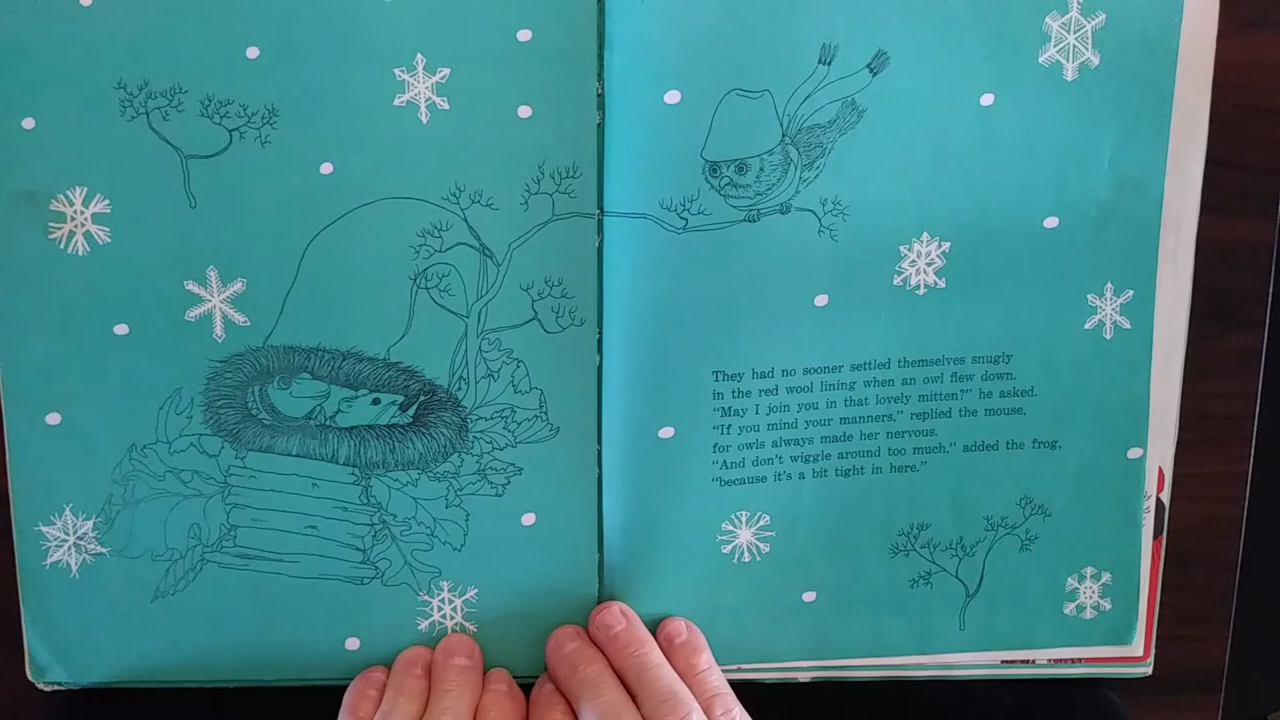 They had no sooner settled themselves snugly
in the red wool lining when an owl flew down.
“May I join you in that lovely mitten?” he asked.
“If you mind your manners,” replied the mouse,
for owls always made her nervous.
“And don’t wiggle around too much,” added the frog,
“because it’s a bit tight in here.”